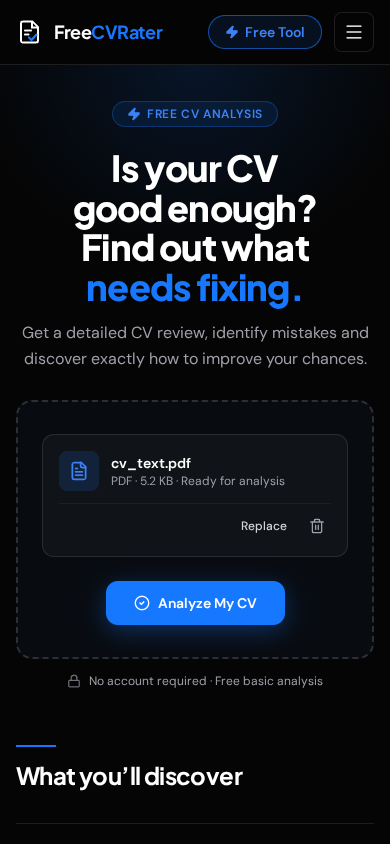 FreeCVRater
Free Tool
FREE CV ANALYSIS
Is your CV
good enough?
Find out what
needs fixing.
Get a detailed CV review, identify mistakes and
discover exactly how to improve your chances.
cv_text.pdf
PDF · 5.2 KB · Ready for analysis
Replace
Analyze My CV
No account required · Free basic analysis
What you’ll discover